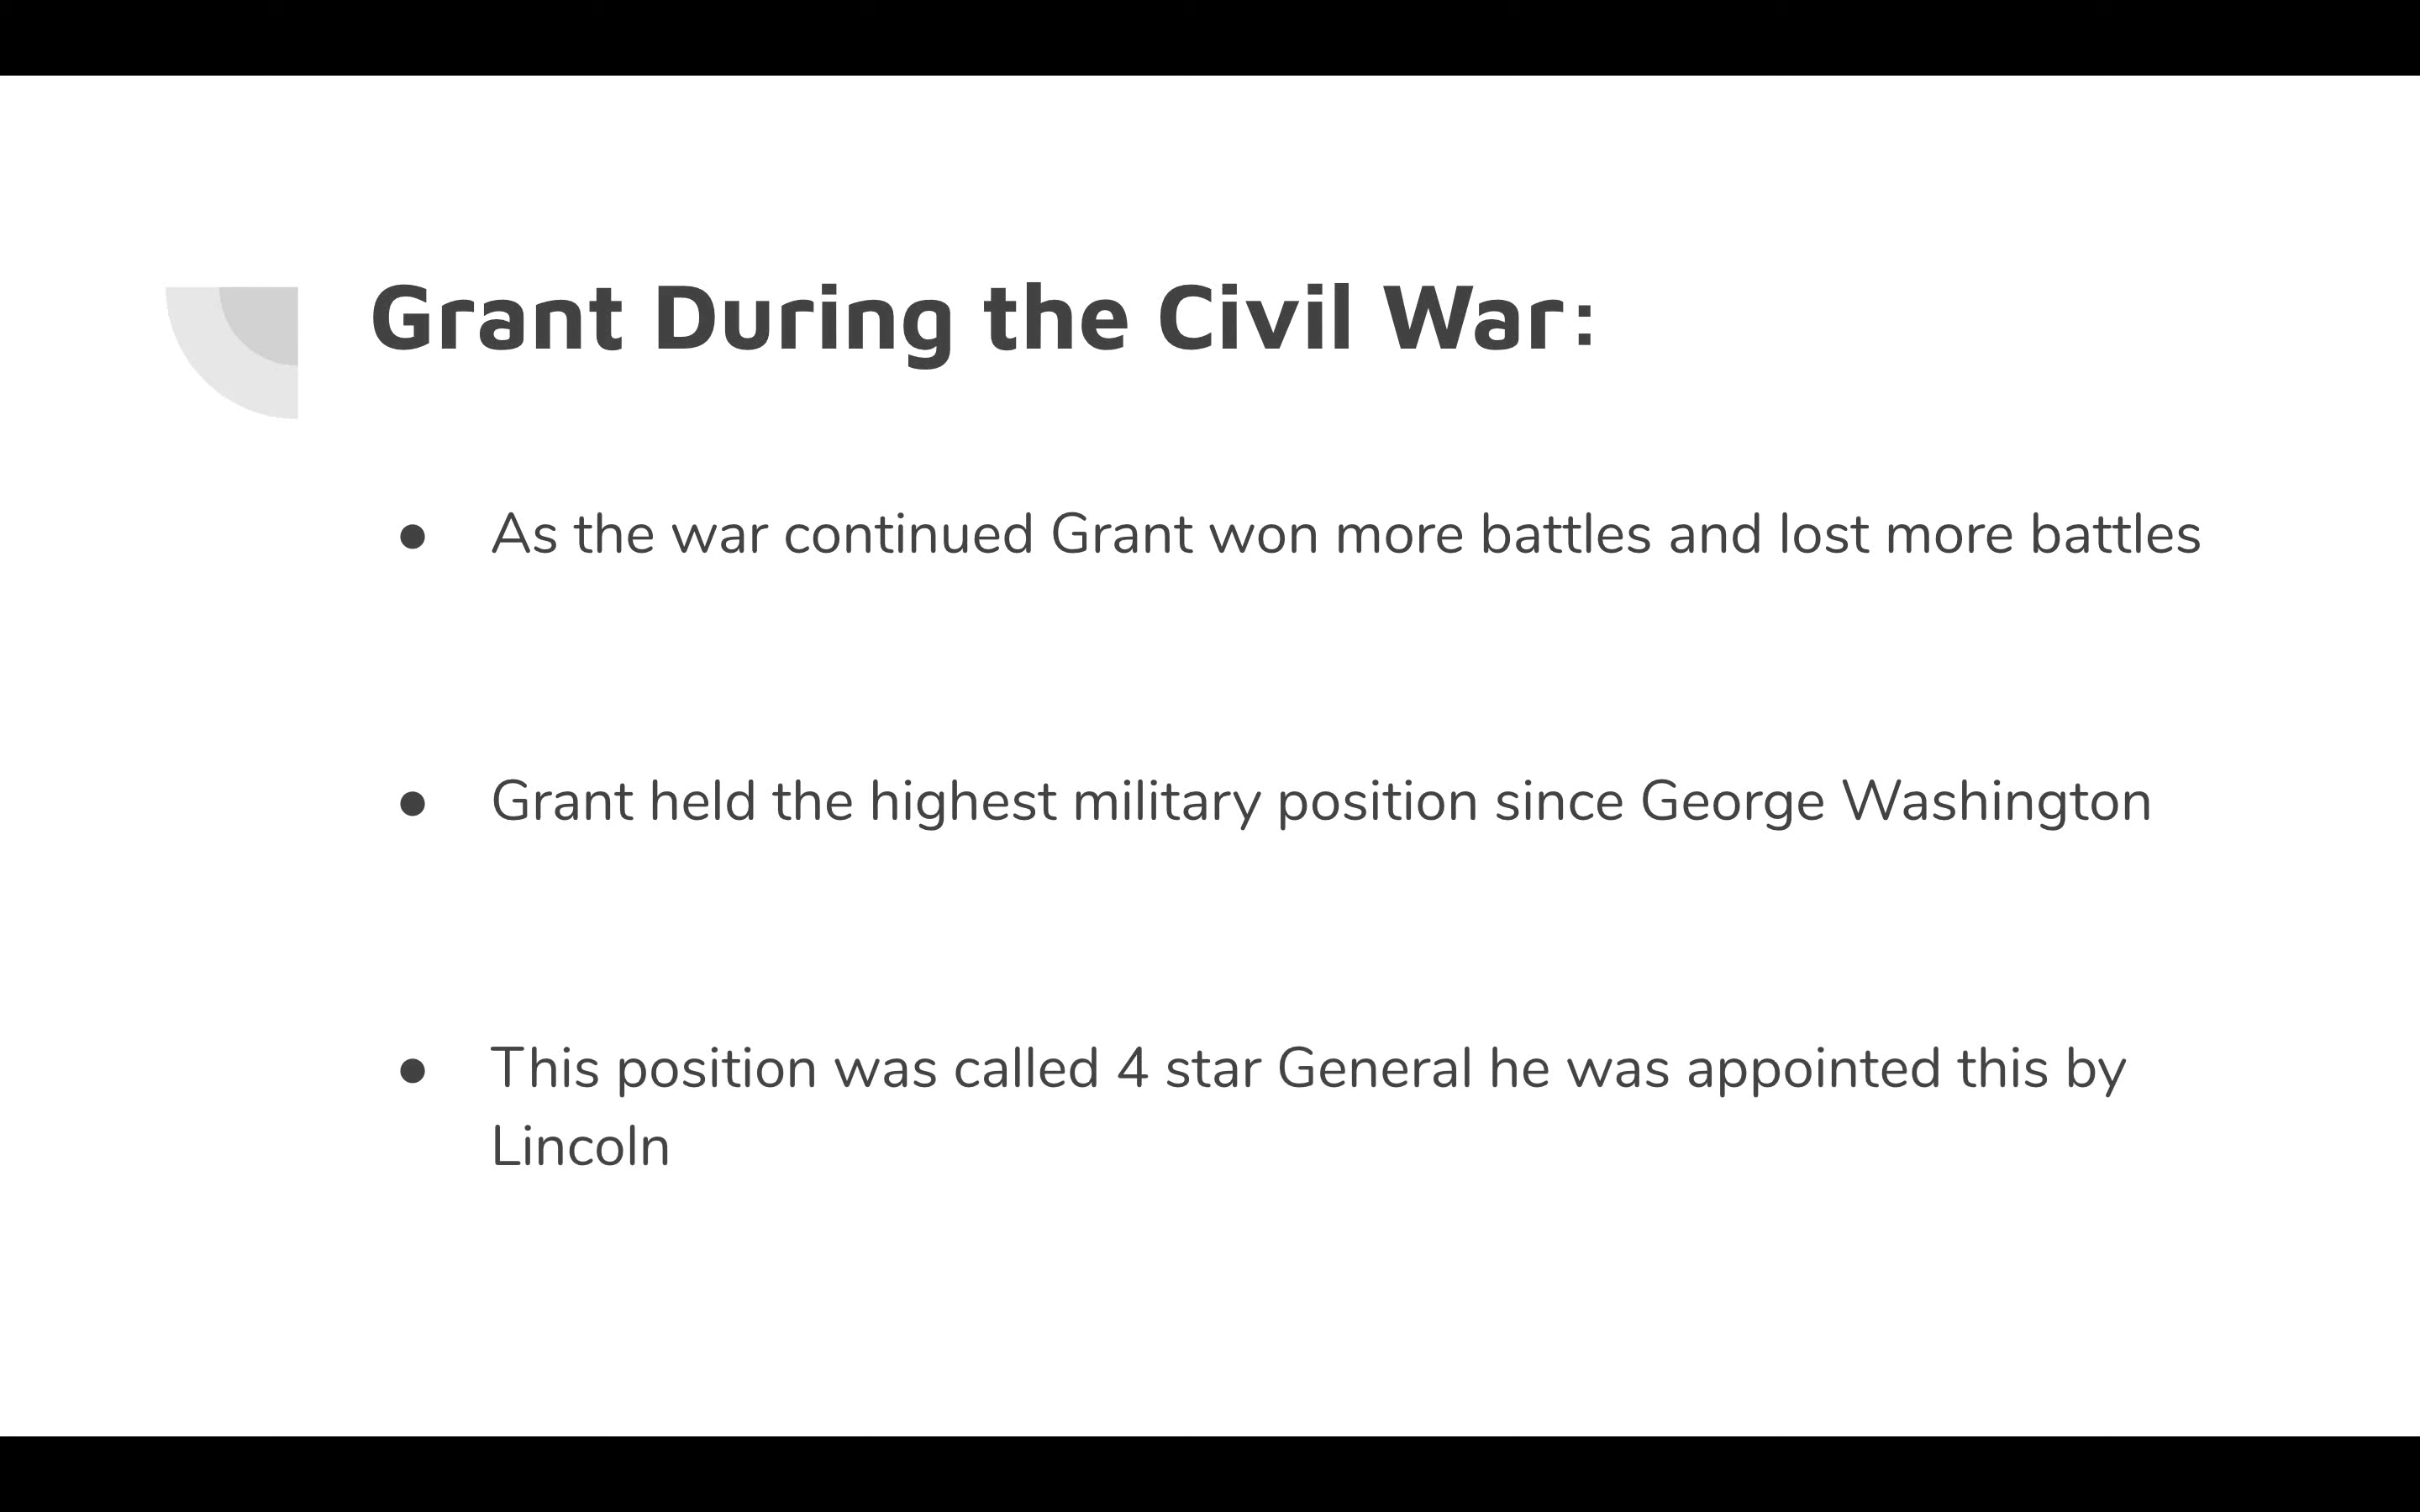 Grant During the Civil War:
● As the war continued Grant won more battles and lost more battles
● Grant held the highest military position since George Washington
● This position was called 4 star General he was appointed this by
Lincoln